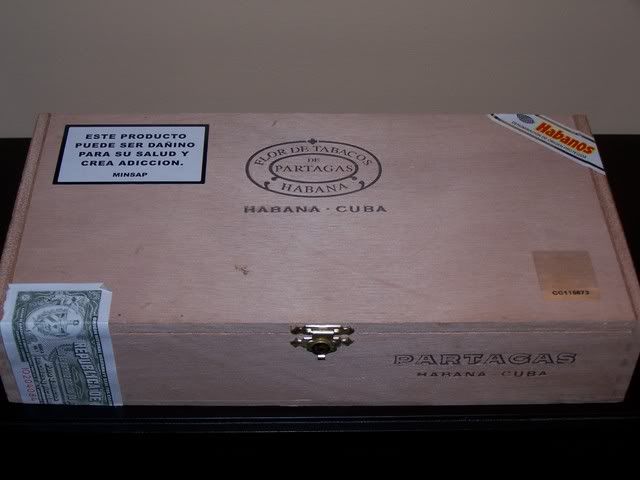 ESTE PRODUCTO
PUEDE SER DAÑINO
PARA SU SALUD Y
CREA ADICCION.
MINSAP
FLOR DE TABACOS
DE
PARTAGAS
HABANA
HABANA · CUBA
Habanos
CC115673
REPUBLICA DE
PARTAGAS
HABANA · CUBA